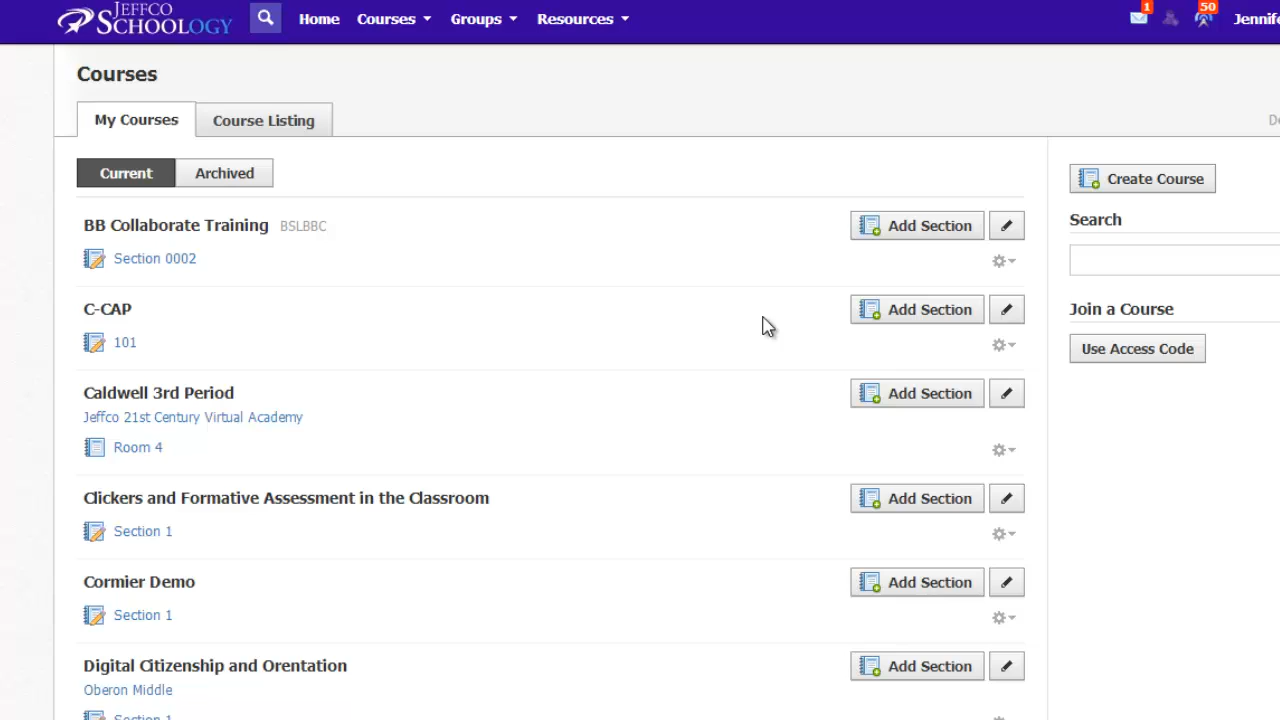 JEFFCO
SCHOOLOGY
Home Courses Groups Resources
1
50
Jennife
Courses
My Courses
Course Listing
Current
Archived
BB Collaborate Training BSLBBC
Add Section
Section 0002
C-CAP
Add Section
101
Caldwell 3rd Period
Add Section
Jeffco 21st Century Virtual Academy
Room 4
Clickers and Formative Assessment in the Classroom
Add Section
Section 1
Cormier Demo
Add Section
Section 1
Digital Citizenship and Orentation
Add Section
Oberon Middle
Section 1
Create Course
Search
Join a Course
Use Access Code